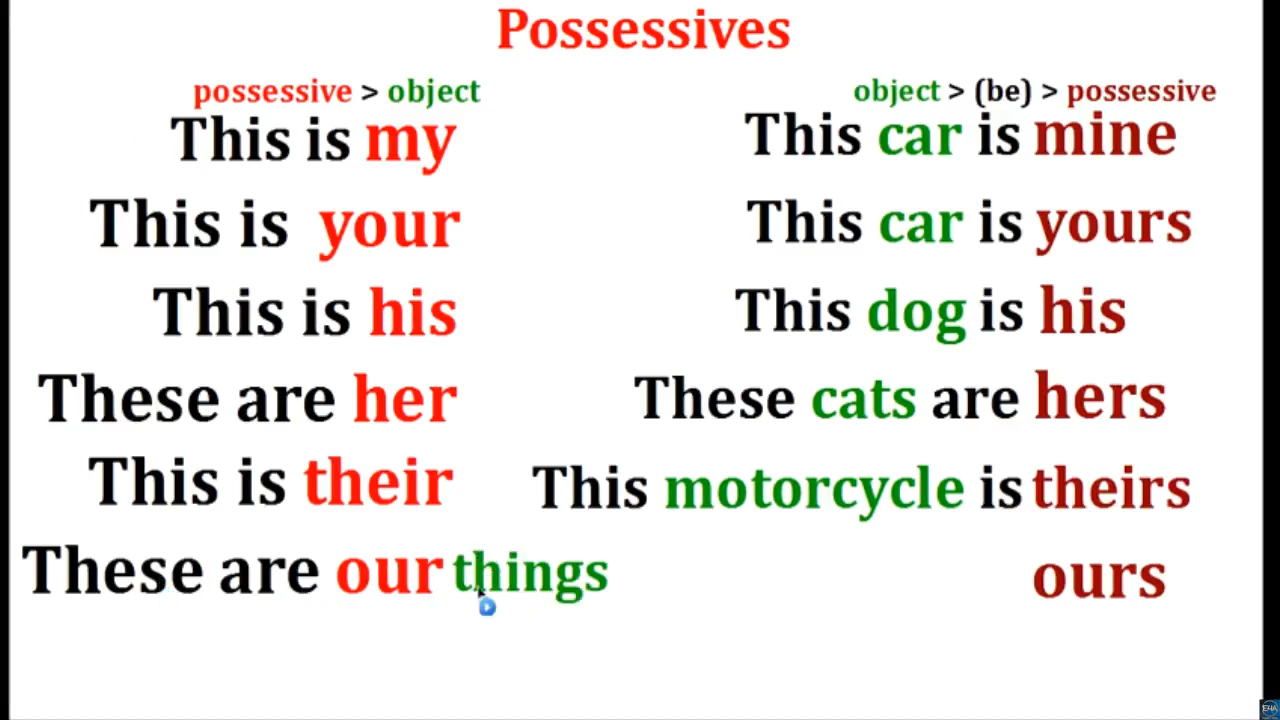 Possessives
possessive > object
This is my
This is your
This is his
These are her
This is their
These are our things
object > (be) > possessive
This car is mine
This car is yours
This dog is his
These cats are hers
This motorcycle is theirs
ours